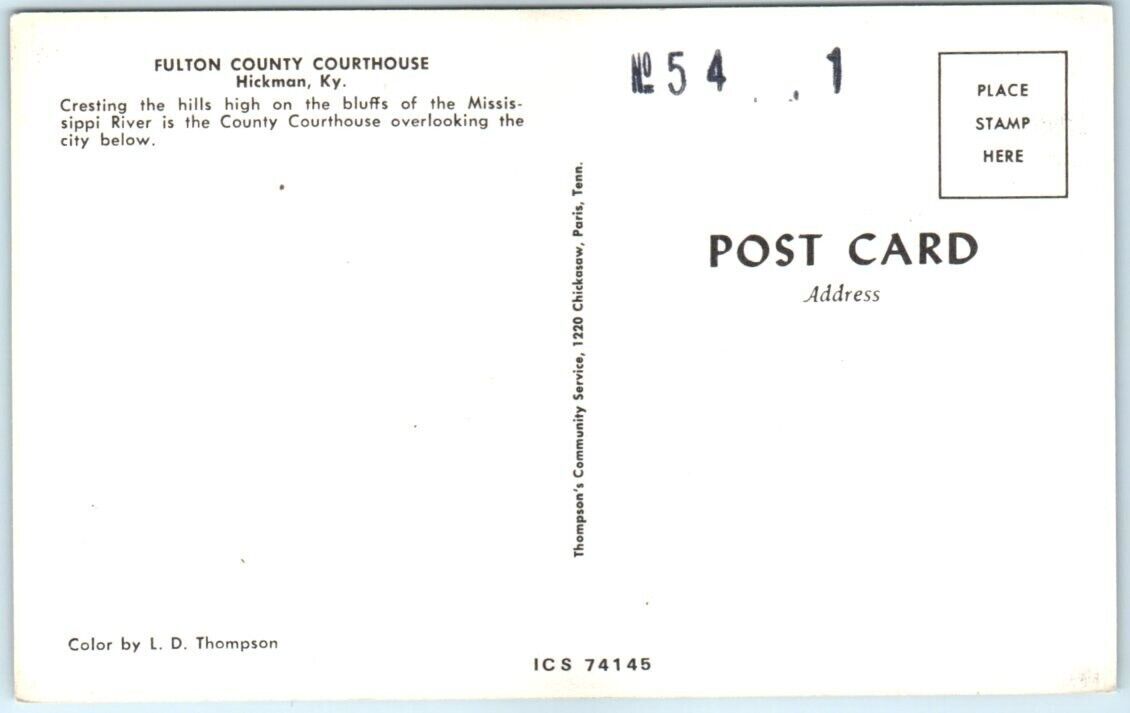 FULTON COUNTY COURTHOUSE
Hickman, Ky.
Cresting the hills high on the bluffs of the Missis-
sippi River is the County Courthouse overlooking the
city below.
Nº 54 . . 1
PLACE
STAMP
HERE
Thompson's Community Service, 1220 Chickasaw, Paris, Tenn.
POST CARD
Address
Color by L. D. Thompson
ICS 74145